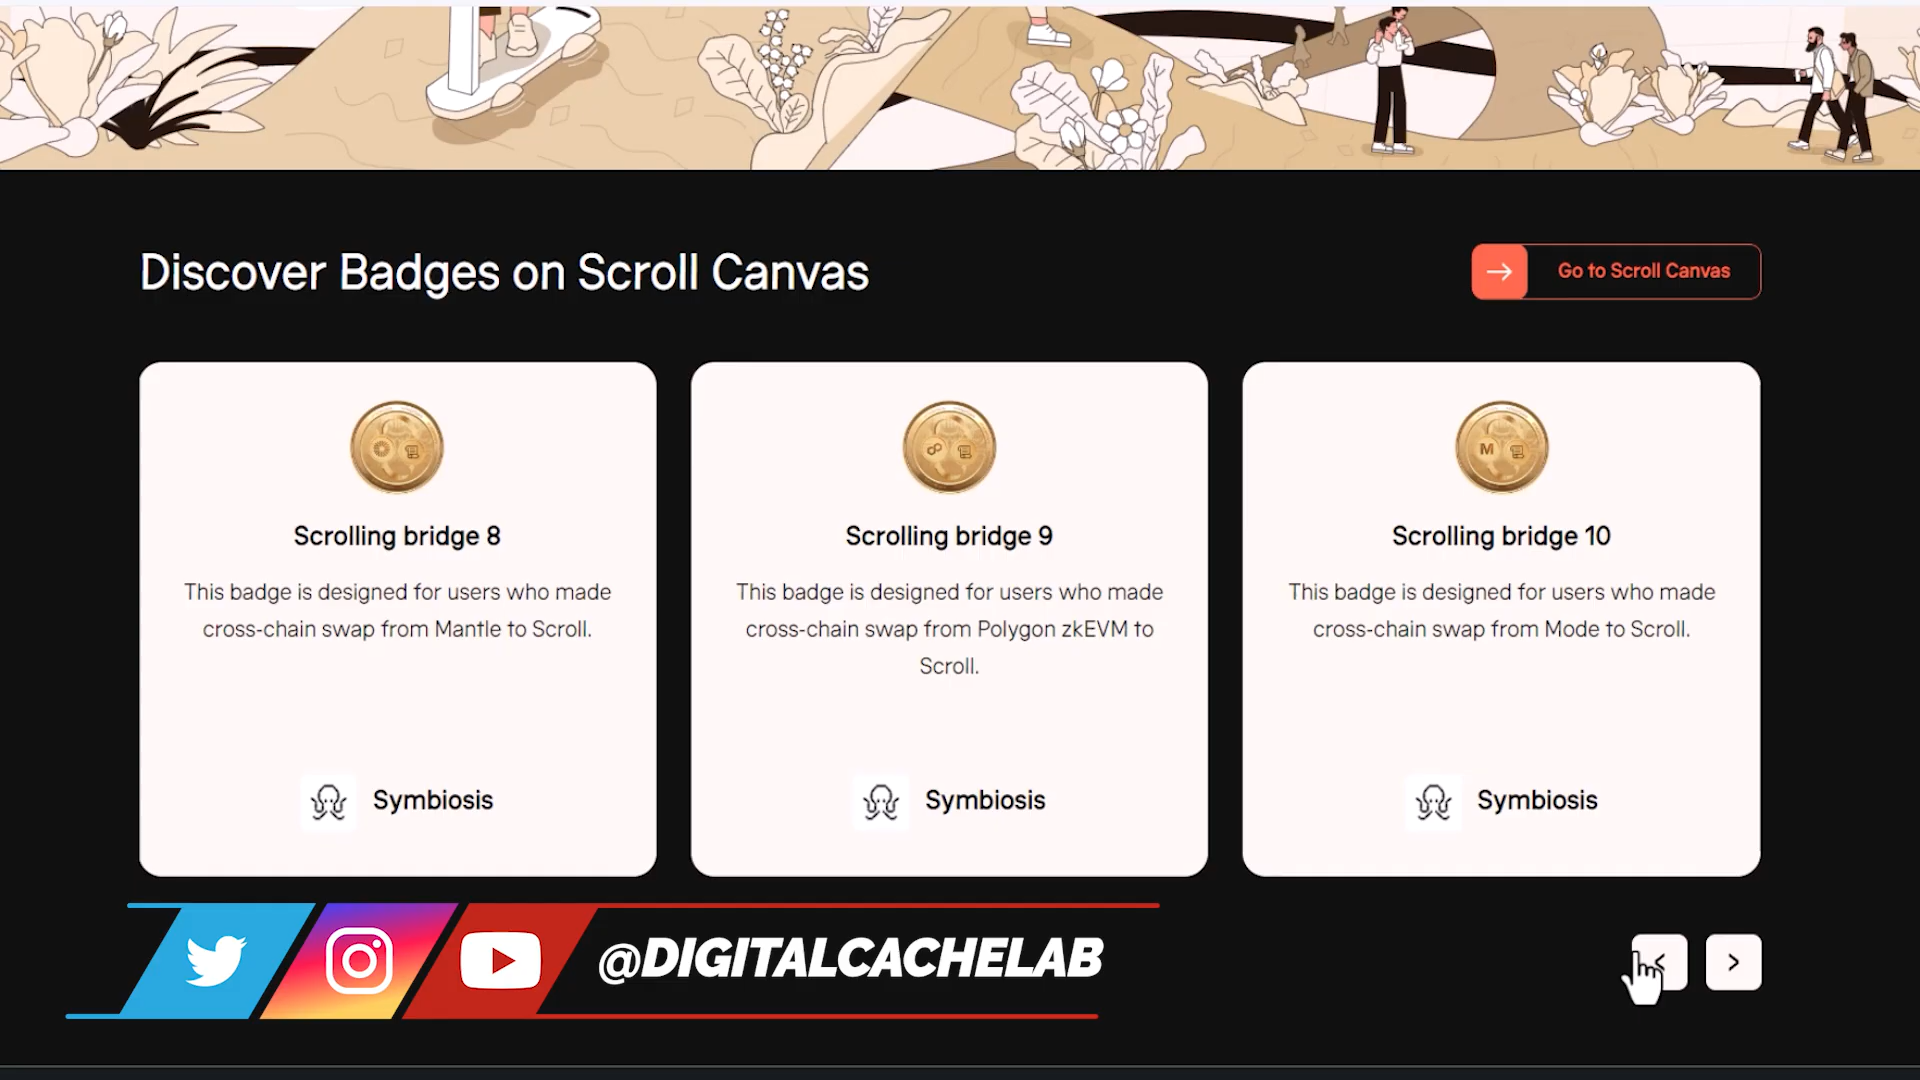 Discover Badges on Scroll Canvas
Go to Scroll Canvas
Scrolling bridge 8
This badge is designed for users who made
cross-chain swap from Mantle to Scroll.
Symbiosis
Scrolling bridge 9
This badge is designed for users who made
cross-chain swap from Polygon zkEVM to
Scroll.
Symbiosis
M
Scrolling bridge 10
This badge is designed for users who made
cross-chain swap from Mode to Scroll.
Symbiosis
@DIGITALCACHELAB